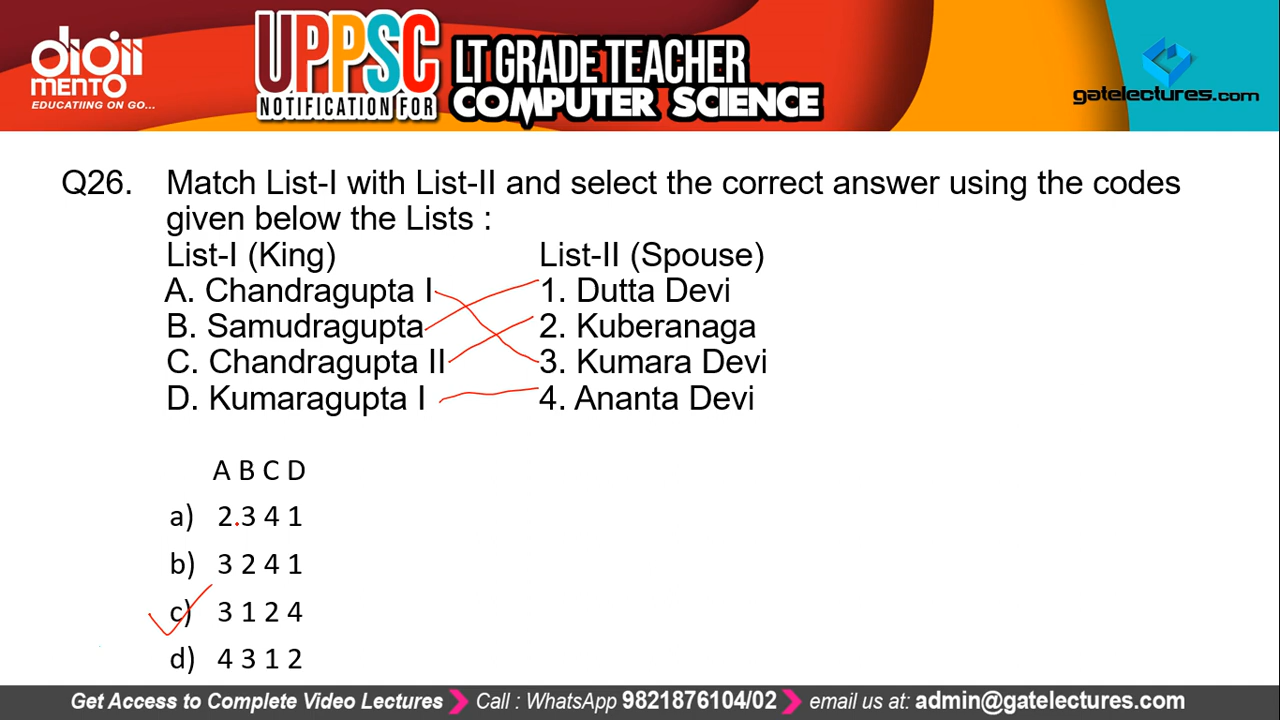 digii
MENTO
EDUCATIING ON GO...
UPPSC
NOTIFICATION FOR
LT GRADE TEACHER
COMPUTER SCIENCE
gatelectures.com
Q26. Match List-I with List-II and select the correct answer using the codes
given below the Lists :
List-I (King) List-II (Spouse)
A. Chandragupta I 1. Dutta Devi
B. Samudragupta 2. Kuberanaga
C. Chandragupta II 3. Kumara Devi
D. Kumaragupta I 4. Ananta Devi
A B C D
a) 2 3 4 1
b) 3 2 4 1
c) 3 1 2 4
d) 4 3 1 2
Get Access to Complete Video Lectures Call : WhatsApp 9821876104/02 email us at: admin@gatelectures.com